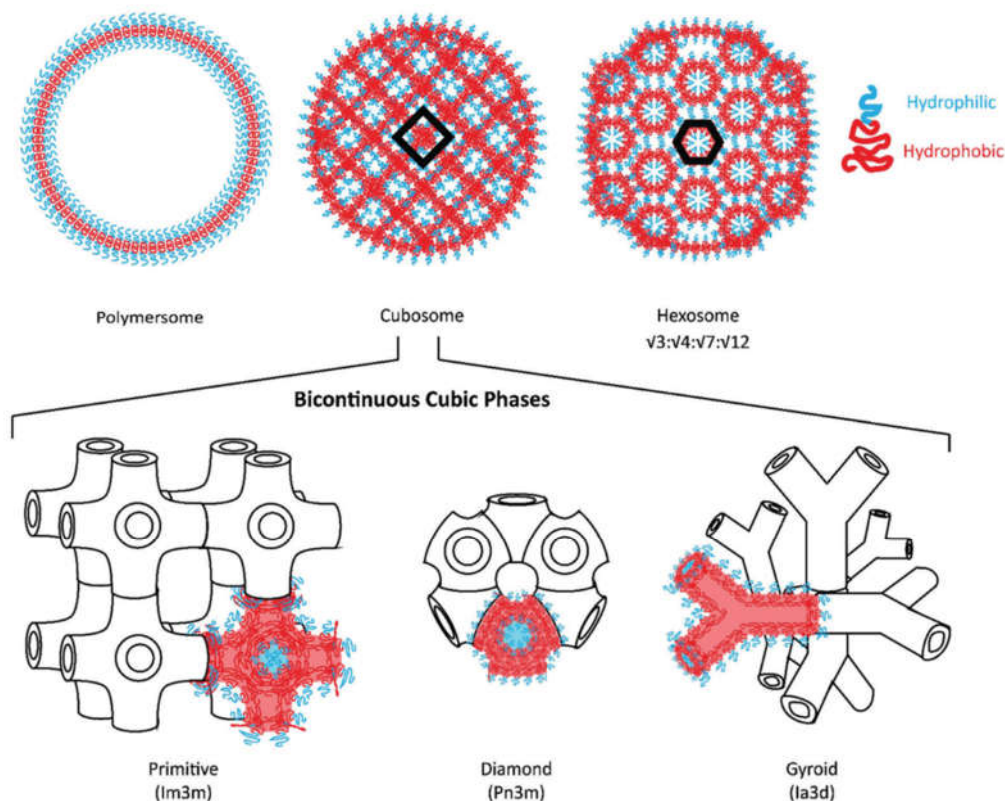 Hydrophilic
Hydrophobic
Polymersome
Cubosome
Hexosome
√3:√4:√7:√12
Bicontinuous Cubic Phases
Primitive
(Im3m)
Diamond
(Pn3m)
Gyroid
(Ia3d)